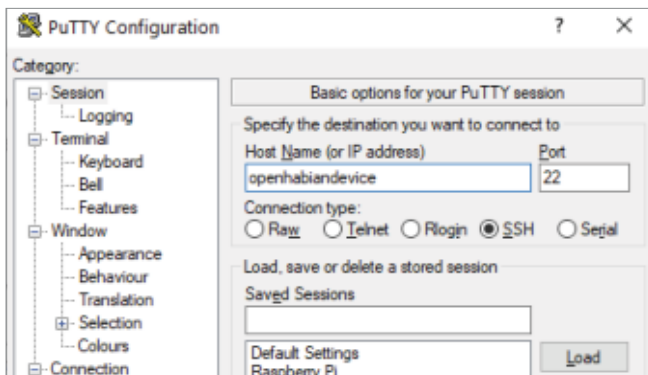 PuTTY Configuration
?
Category:
Session
Logging
Terminal
Keyboard
Bell
Features
Window
Appearance
Behaviour
Translation
Selection
Colours
Connection
Basic options for your PuTTY session
Specify the destination you want to connect to
Host Name (or IP address)
Port
openhabiandevice
22
Connection type:
Raw Telnet Rlogin SSH Serial
Load, save or delete a stored session
Saved Sessions
Default Settings
Raspberry Pi
Load